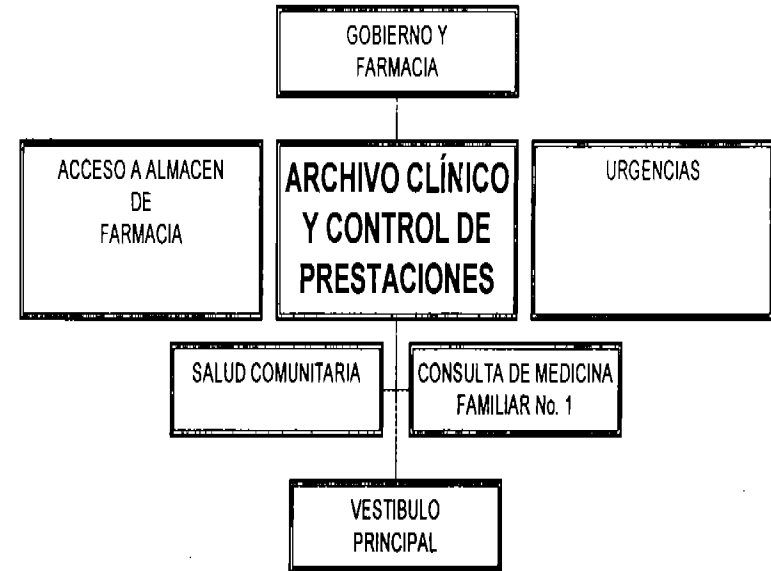 GOBIERNO Y
FARMACIA
ACCESO A ALMACEN
DE
FARMACIA
ARCHIVO CLÍNICO
Y CONTROL DE
PRESTACIONES
URGENCIAS
SALUD COMUNITARIA
CONSULTA DE MEDICINA
FAMILIAR No. 1
VESTIBULO
PRINCIPAL